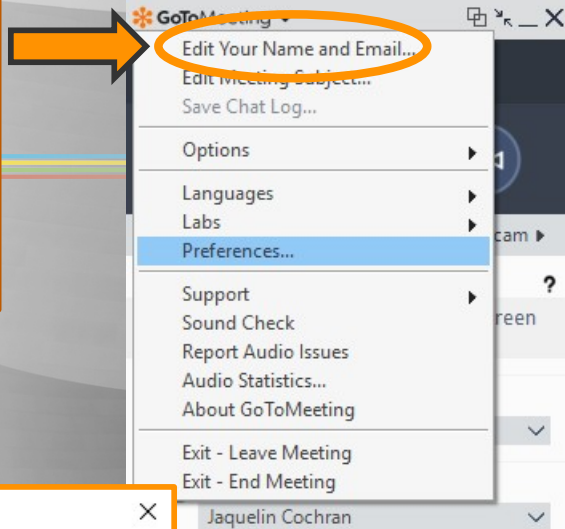 GoToMeeting
Edit Your Name and Email...
Edit Meeting Subject...
Save Chat Log...
Options
Languages
Labs
cam
Preferences...
?
Support
reen
Sound Check
Report Audio Issues
Audio Statistics...
About GoToMeeting
Exit - Leave Meeting
Exit - End Meeting
Jaquelin Cochran